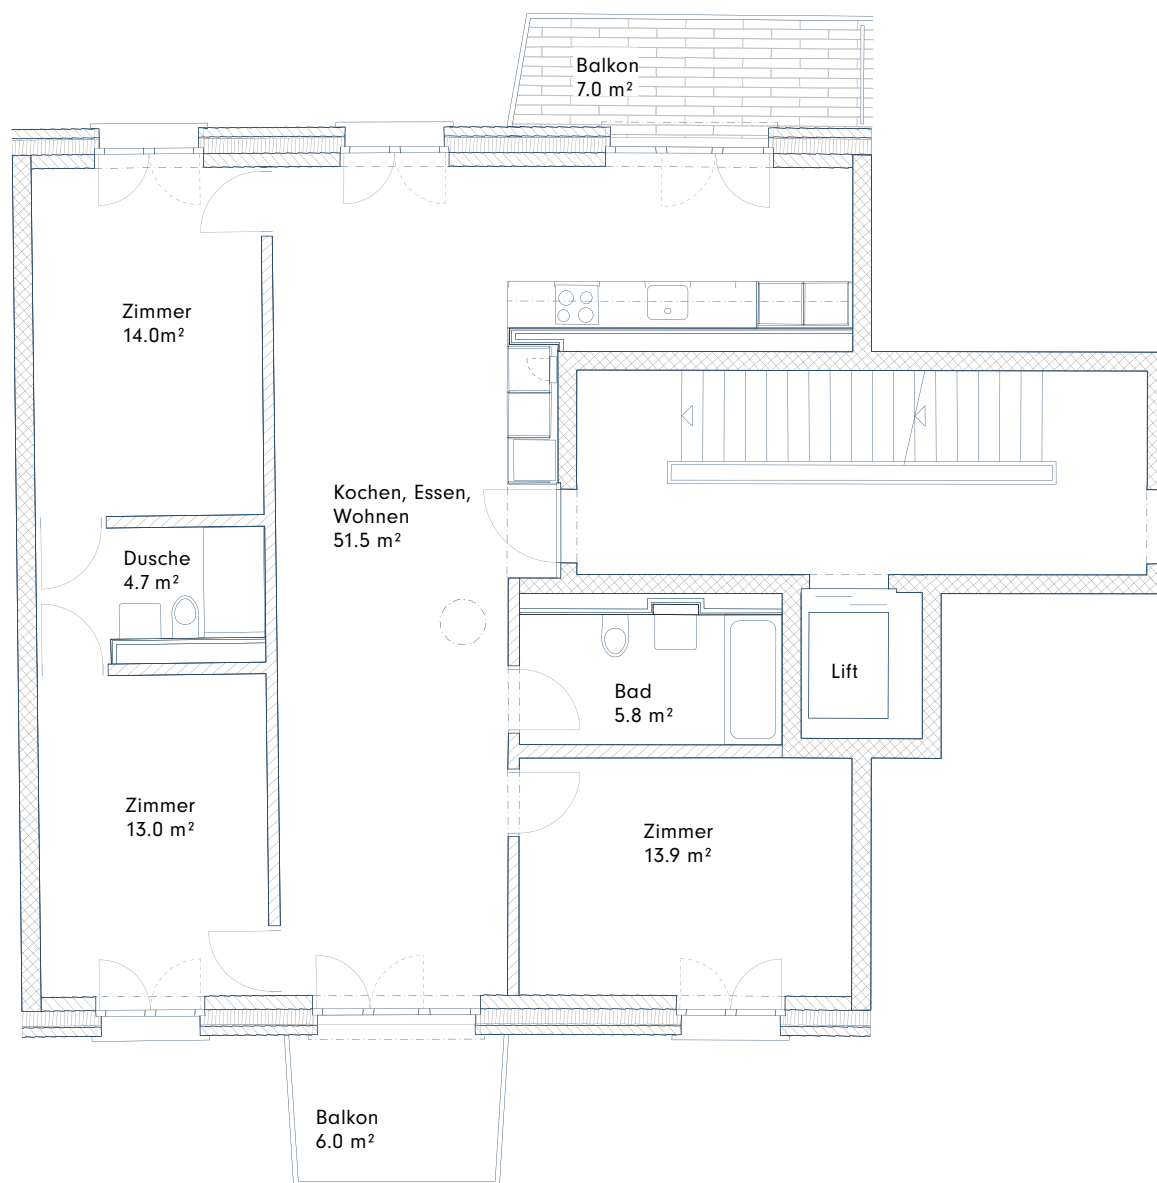 Balkon
7.0 m²
Zimmer
14.0m²
Kochen, Essen,
Wohnen
51.5 m²
Dusche
4.7 m²
Lift
Bad
5.8 m²
Zimmer
13.0 m²
Zimmer
13.9 m²
Balkon
6.0 m²